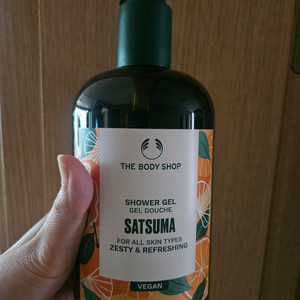 THE BODY SHOP
SHOWER GEL
GEL DOUCHE
SATSUMA
FOR ALL SKIN TYPES
ZESTY & REFRESHING
VEGAN